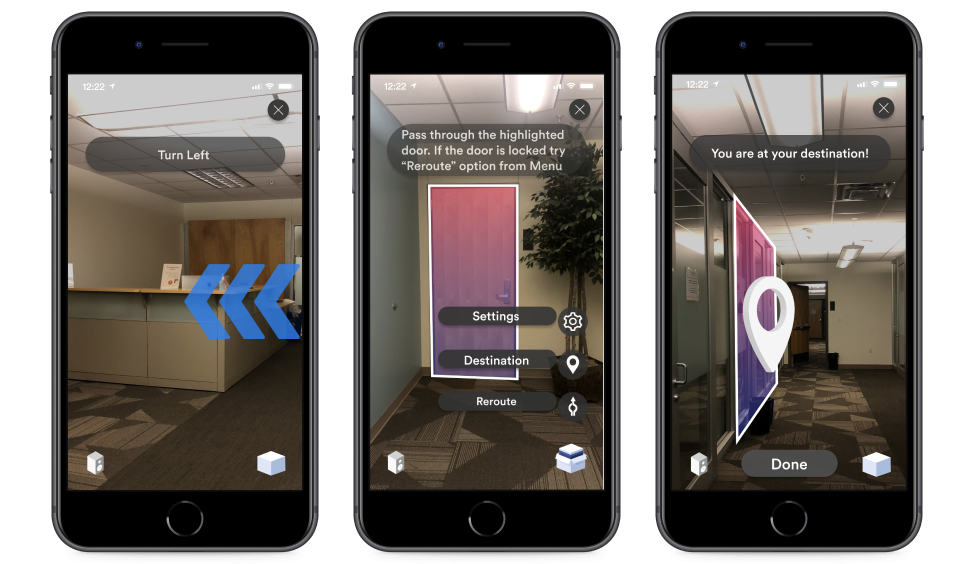 12:22
Turn Left
12:22
Pass through the highlighted
door. If the door is locked try
“Reroute” option from Menu
Settings
Destination
Reroute
12:22
You are at your destination!
Done